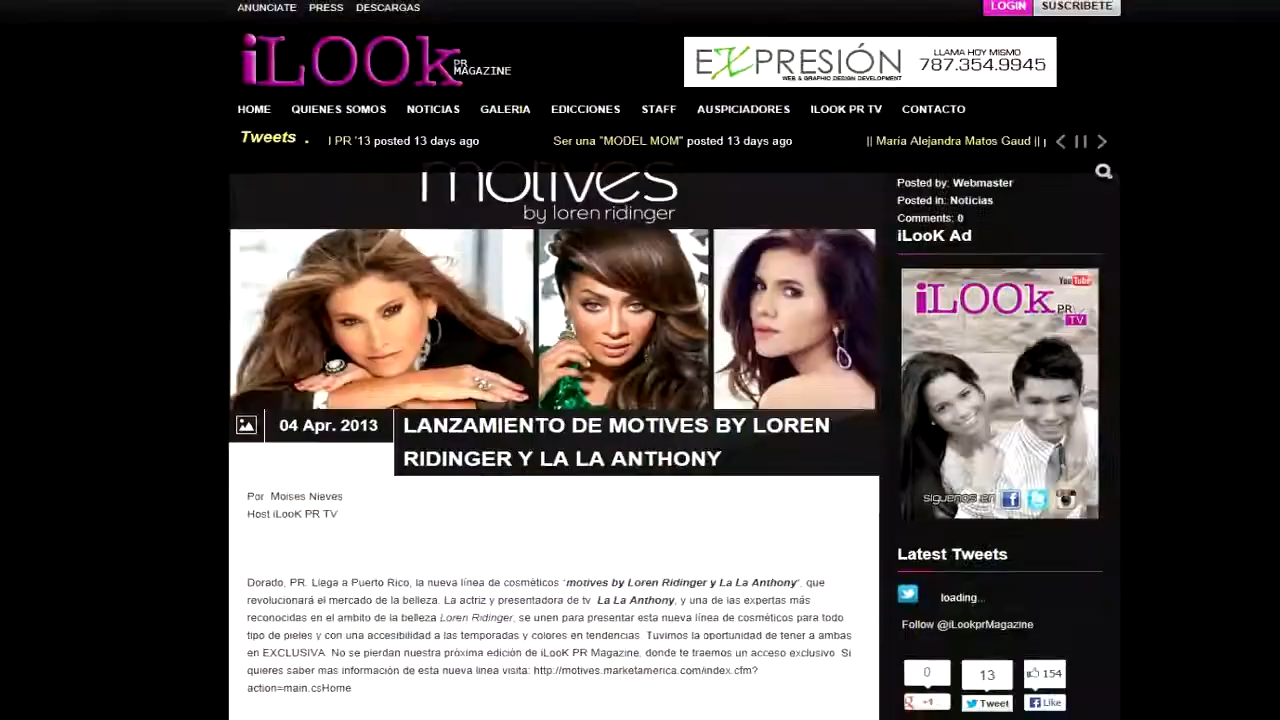 ANUNCIATE PRESS DESCARGAS
LOGIN SUSCRIBETE
iLOOk PR MAGAZINE
EXPRESIÓN
WEB & GRAPHIC DESIGN DEVELOPMENT
LLAMA HOY MISMO
787.354.9945
HOME QUIENES SOMOS NOTICIAS GALERIA EDICCIONES STAFF AUSPICIADORES ILOOK PR TV CONTACTO
Tweets . I PR '13 posted 13 days ago Ser una "MODEL MOM" posted 13 days ago || María Alejandra Matos Gaud ||
motives
by loren ridinger
Posted by: Webmaster
Posted in: Noticias
Comments: 0
iLooK Ad
YouTube
iLOOk PR
TV
siguenos en
04 Apr. 2013
LANZAMIENTO DE MOTIVES BY LOREN
RIDINGER Y LA LA ANTHONY
Por Moises Nieves
Host iLooK PR TV
Dorado, PR. Llega a Puerto Rico, la nueva línea de cosméticos "motives by Loren Ridinger y La La Anthony", que
revolucionará el mercado de la belleza. La actriz y presentadora de tv La La Anthony, y una de las expertas más
reconocidas en el ambito de la belleza Loren Ridinger, se unen para presentar esta nueva línea de cosméticos para todo
tipo de pieles y con una accesibilidad a las temporadas y colores en tendencias. Tuvimos la oportunidad de tener a ambas
en EXCLUSIVA. No se pierdan nuestra próxima edición de iLooK PR Magazine, donde te traemos un acceso exclusivo. Si
quieres saber mas información de esta nueva linea visita: http://motives.marketamerica.com/index.cfm?
action=main.csHome
Latest Tweets
loading...
Follow @iLookprMagazine
0 13 154
+1 Tweet Like